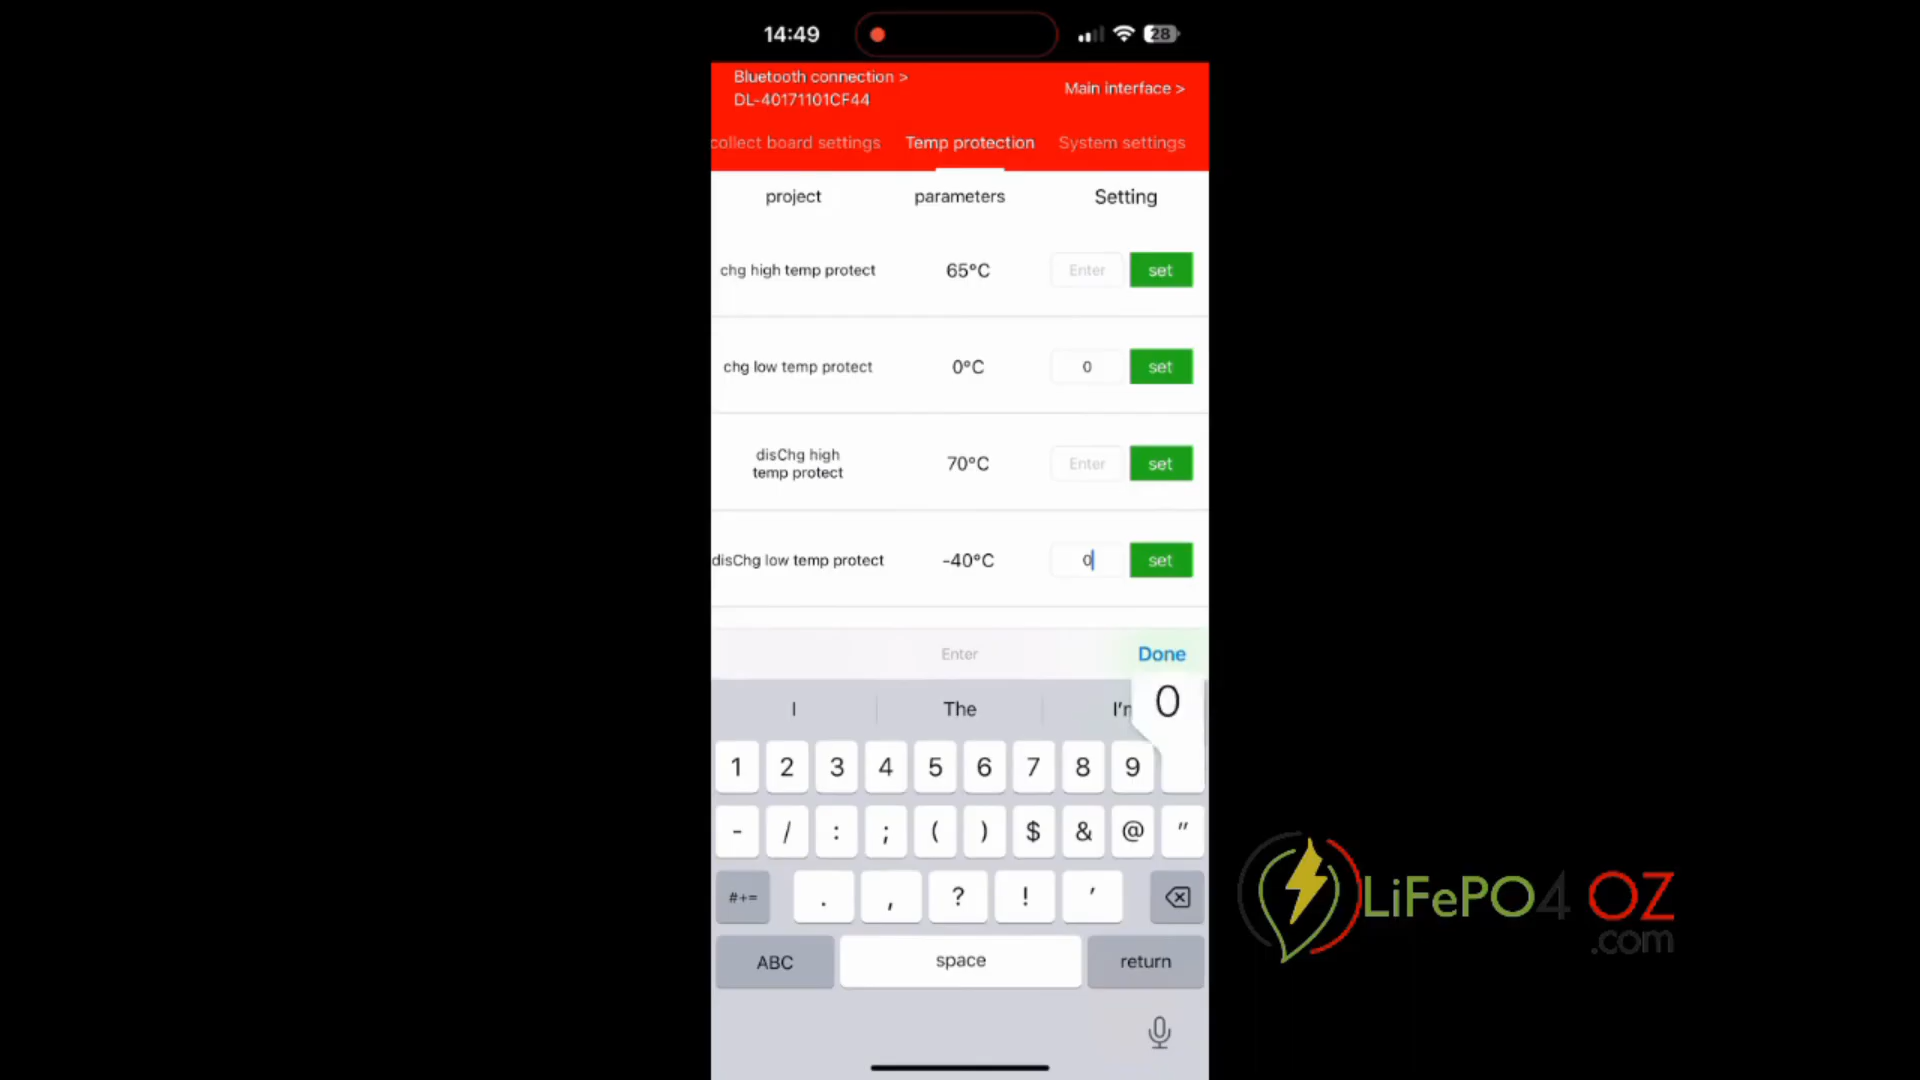 14:49
28
Bluetooth connection >
DL-40171101CF44
Main interface >
collect board settings
Temp protection
System settings
project
parameters
Setting
chg high temp protect
65°C
Enter
set
chg low temp protect
0°C
0
set
disChg high
temp protect
70°C
Enter
set
disChg low temp protect
-40°C
0
set
Enter
Done
I
The
I'm
0
1 2 3 4 5 6 7 8 9
- / : ; ( ) $ & @ "
#+= . , ? ! '
ABC
space
return
LiFePO4 OZ
.com